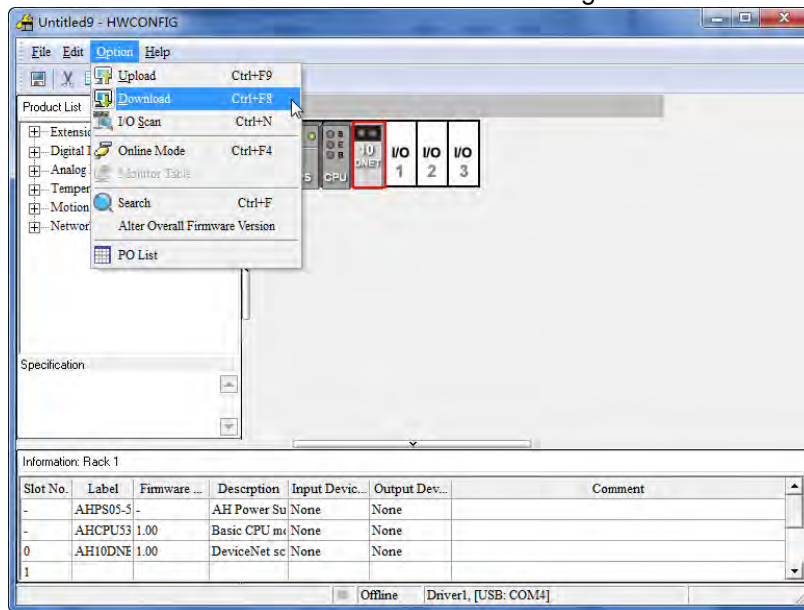 Untitled9 - HWCONFIG
File Edit Option Help
Upload Ctrl+F9
Download Ctrl+F8
I/O Scan Ctrl+N
Online Mode Ctrl+F4
Monitor Table
Search Ctrl+F
Alter Overall Firmware Version
PO List
Product List
Extensio
Digital I
Analog
Temper
Motion
Networ
CPU
10
DNET
I/O
1
I/O
2
I/O
3
Specification
Information: Rack 1
Slot No. Label Firmware ... Descrption Input Devic... Output Dev... Comment
- AHPS05-5 - AH Power Su None None
- AHCPU53 1.00 Basic CPU mo None None
0 AH10DNE 1.00 DeviceNet sc None None
1
Offline Driver1, [USB: COM4]